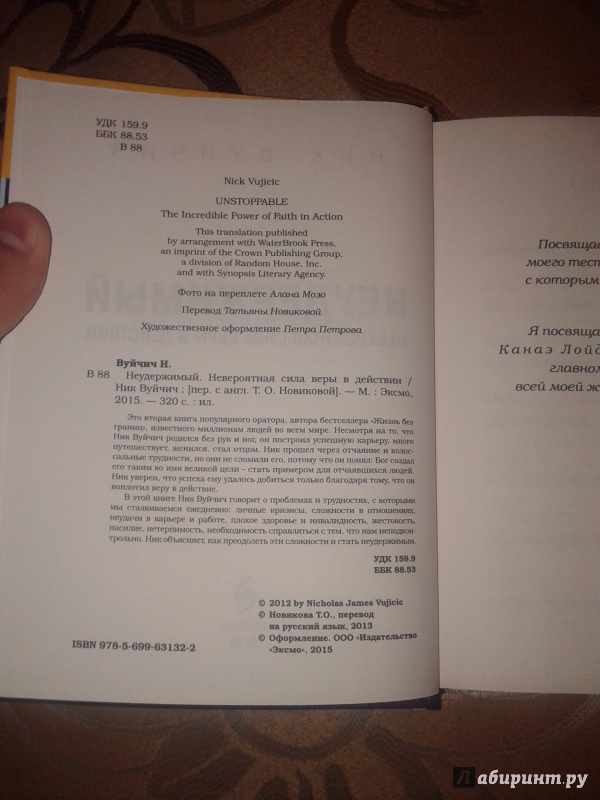 УДК 159.9
ББК 88.53
В 88
Nick Vujicic
UNSTOPPABLE
The Incredible Power of Faith in Action
This translation published
by arrangement with WaterBrook Press,
an imprint of the Crown Publishing Group,
a division of Random House, Inc.
and with Synopsis Literary Agency.
Фото на переплете Алана Мозо
Перевод Татьяны Новиковой
Художественное оформление Петра Петрова
Вуйчич Н.
В 88 Неудержимый. Невероятная сила веры в действии /
Ник Вуйчич ; [пер. с англ. Т. О. Новиковой]. — М. : Эксмо,
2015. — 320 с. : ил.
Это вторая книга популярного оратора, автора бестселлера «Жизнь без
границ», известного миллионам людей во всем мире. Несмотря на то, что
Ник Вуйчич родился без рук и ног, он построил успешную карьеру, много
путешествует, женился, стал отцом. Ник прошел через отчаяние и колос-
сальные трудности, но они не сломили его, потому что он понял: Бог создал
его таким во имя великой цели – стать примером для отчаявшихся людей.
Ник уверен, что успеха ему удалось добиться только благодаря тому, что он
воплотил веру в действие.
В этой книге Ник Вуйчич говорит о проблемах и трудностях, с которыми
мы сталкиваемся ежедневно: личные кризисы, сложности в отношениях,
неудачи в карьере и работе, плохое здоровье и инвалидность, жестокость,
насилие, нетерпимость, необходимость справляться с тем, что нам неподкон-
трольно. Ник объясняет, как преодолеть эти сложности и стать неудержимым.
УДК 159.9
ББК 88.53
© 2012 by Nicholas James Vujicic
© Новикова Т.О., перевод
на русский язык, 2013
© Оформление. ООО «Издательство
«Эксмо», 2015
ISBN 978-5-699-63132-2
Посвящае
моего тест
с которым
Я посвяща
Канаэ Лойд
главном
всей моей ж
Лабиринт.ру